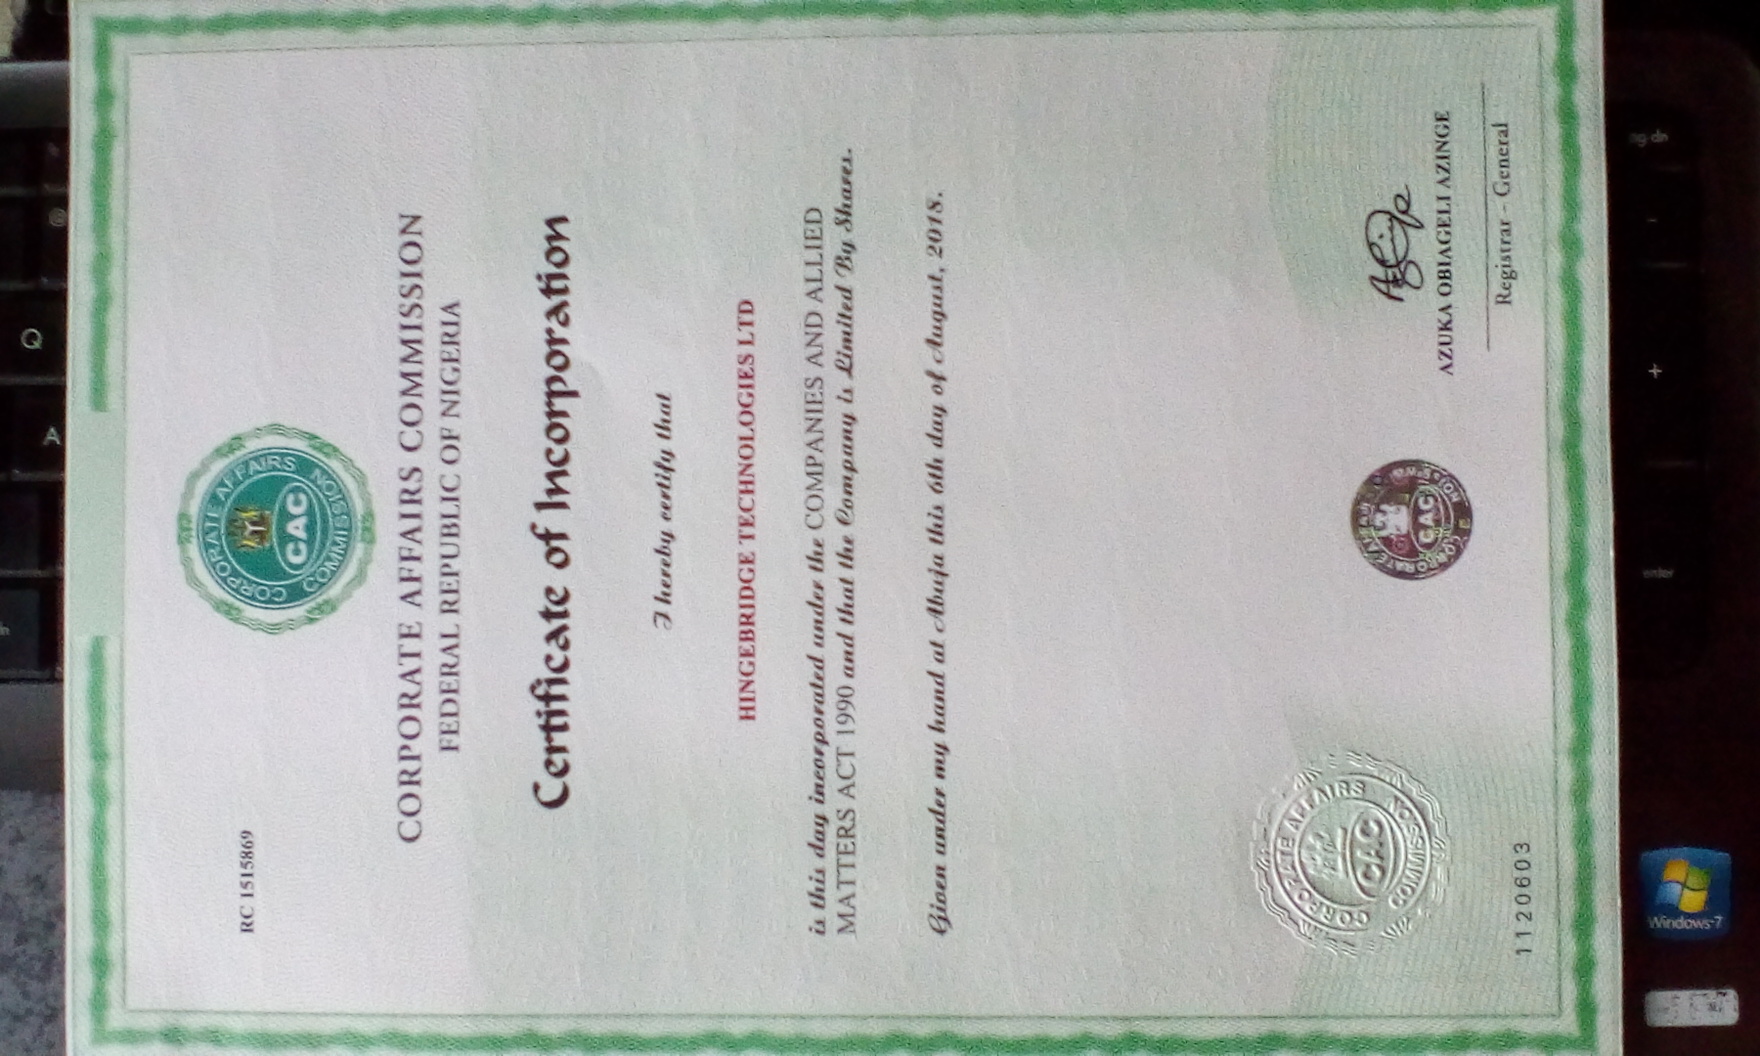 RC 1515869
CORPORATE AFFAIRS COMMISSION
CAC
CORPORATE AFFAIRS COMMISSION
FEDERAL REPUBLIC OF NIGERIA
Certificate of Incorporation
I hereby certify that
HINGEBRIDGE TECHNOLOGIES LTD
is this day incorporated under the COMPANIES AND ALLIED
MATTERS ACT 1990 and that the Company is Limited By Shares.
Given under my hand at Abuja this 6th day of August, 2018.
CORPORATE AFFAIRS COMMISSION
CAC
CORPORATE AFFAIRS COMMISSION
CAC
AZUKA OBIAGELI AZINGE
Registrar - General
1120603
Q
A
@
pg dn
-
+
enter
Windows 7